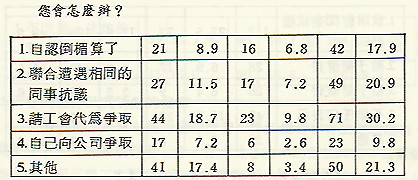 您會怎麼辦？
1.自認倒楣算了 21 8.9 16 6.8 42 17.9
2.聯合遭遇相同的
同事抗議 27 11.5 17 7.2 49 20.9
3.請工會代爲爭取 44 18.7 23 9.8 71 30.2
4.自己向公司爭取 17 7.2 6 2.6 23 9.8
5.其他 41 17.4 8 3.4 50 21.3